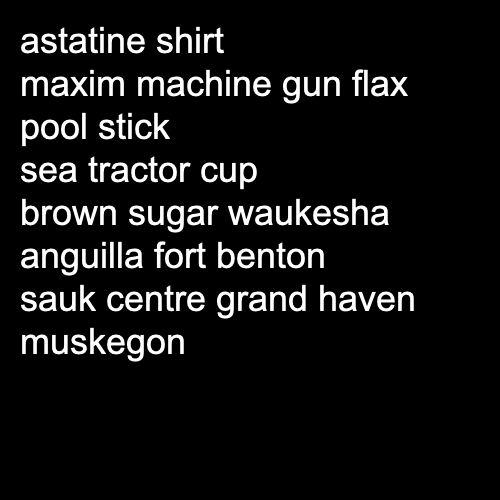 astatine shirt
maxim machine gun flax
pool stick
sea tractor cup
brown sugar waukesha
anguilla fort benton
sauk centre grand haven
muskegon